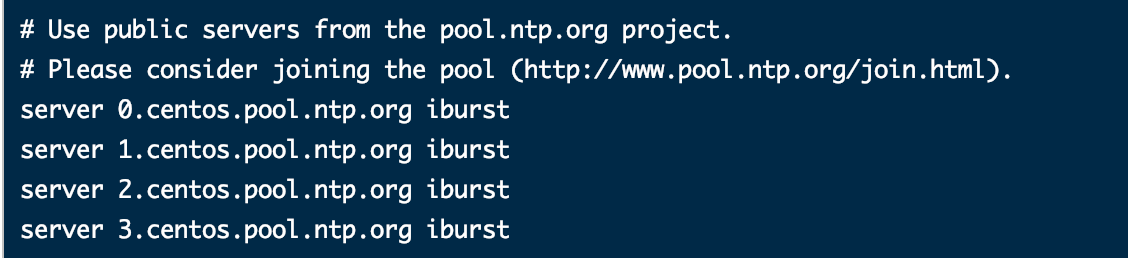 # Use public servers from the pool.ntp.org project.
# Please consider joining the pool (http://www.pool.ntp.org/join.html).
server 0.centos.pool.ntp.org iburst
server 1.centos.pool.ntp.org iburst
server 2.centos.pool.ntp.org iburst
server 3.centos.pool.ntp.org iburst